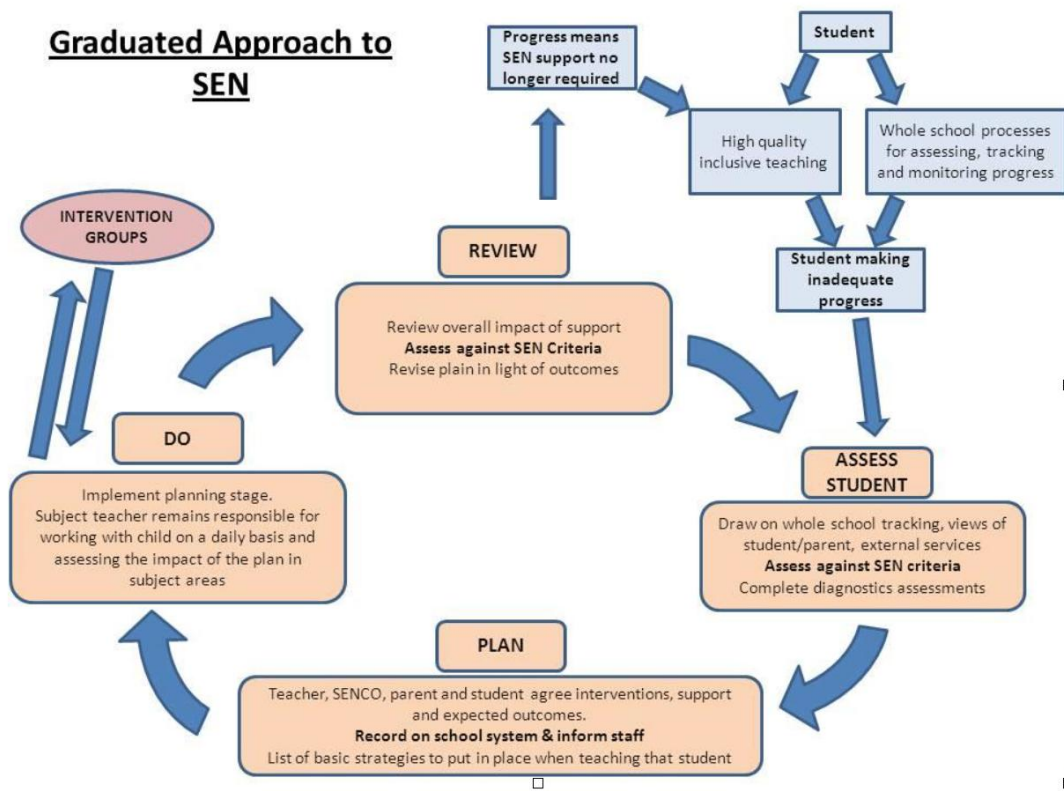 Graduated Approach to
SEN
Progress means
SEN support no
longer required
Student
High quality
inclusive teaching
Whole school processes
for assessing, tracking
and monitoring progress
Student making
inadequate
progress
INTERVENTION
GROUPS
REVIEW
Review overall impact of support
Assess against SEN Criteria
Revise plain in light of outcomes
DO
Implement planning stage.
Subject teacher remains responsible for
working with child on a daily basis and
assessing the impact of the plan in
subject areas
ASSESS
STUDENT
Draw on whole school tracking, views of
student/parent, external services
Assess against SEN criteria
Complete diagnostics assessments
PLAN
Teacher, SENCO, parent and student agree interventions, support
and expected outcomes.
Record on school system & inform staff
List of basic strategies to put in place when teaching that student